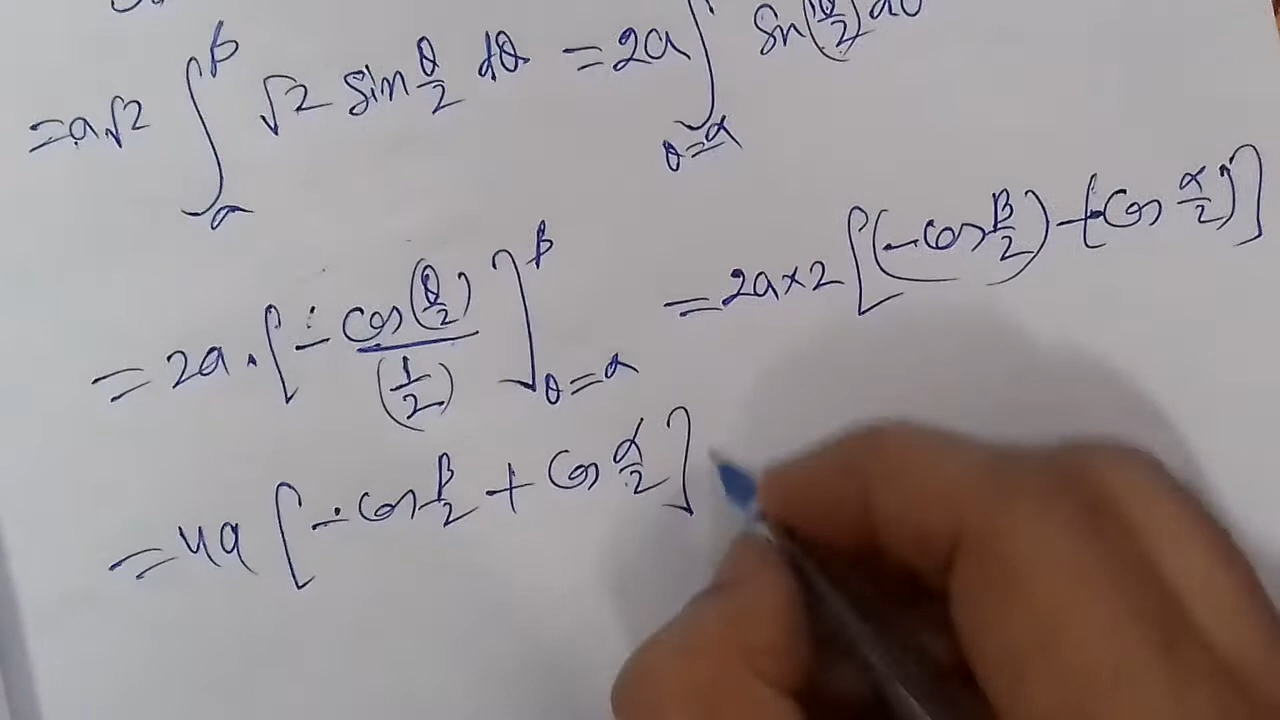 =a√2 ∫_α^β √2 sin θ/2 dθ = 2a ∫_{θ=α} Sn(θ/2) dθ
= 2a · [-cos(θ/2)/(1/2)]_{θ=α}^β
= 2a×2 [(-cos β/2) - (-cos α/2)]
= 4a [-cos β/2 + cos α/2]